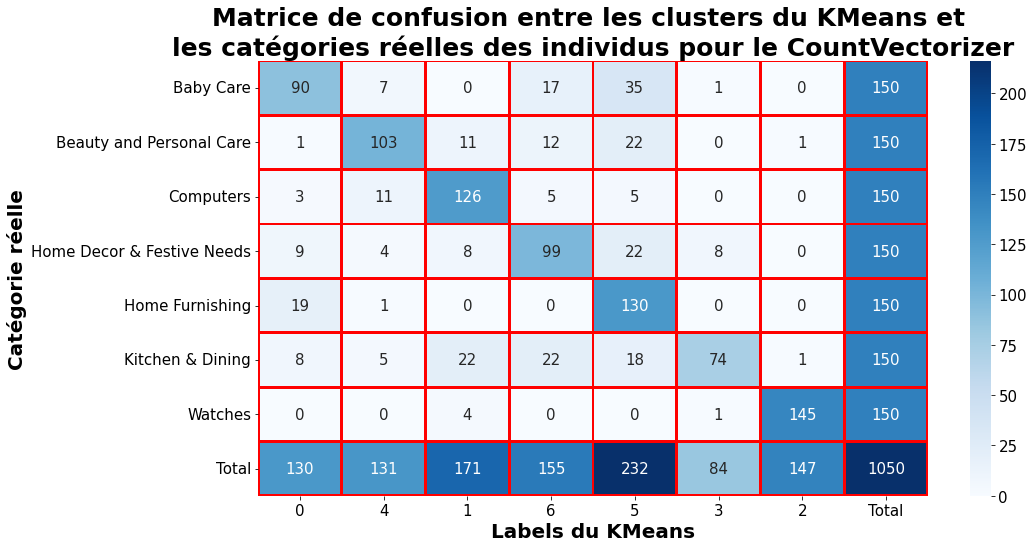 Matrice de confusion entre les clusters du KMeans et
les catégories réelles des individus pour le CountVectorizer
Catégorie réelle
Baby Care 90 7 0 17 35 1 0 150
Beauty and Personal Care 1 103 11 12 22 0 1 150
Computers 3 11 126 5 5 0 0 150
Home Decor & Festive Needs 9 4 8 99 22 8 0 150
Home Furnishing 19 1 0 0 130 0 0 150
Kitchen & Dining 8 5 22 22 18 74 1 150
Watches 0 0 4 0 0 1 145 150
Total 130 131 171 155 232 84 147 1050
0 4 1 6 5 3 2 Total
Labels du KMeans
200
175
150
125
100
75
50
25
0